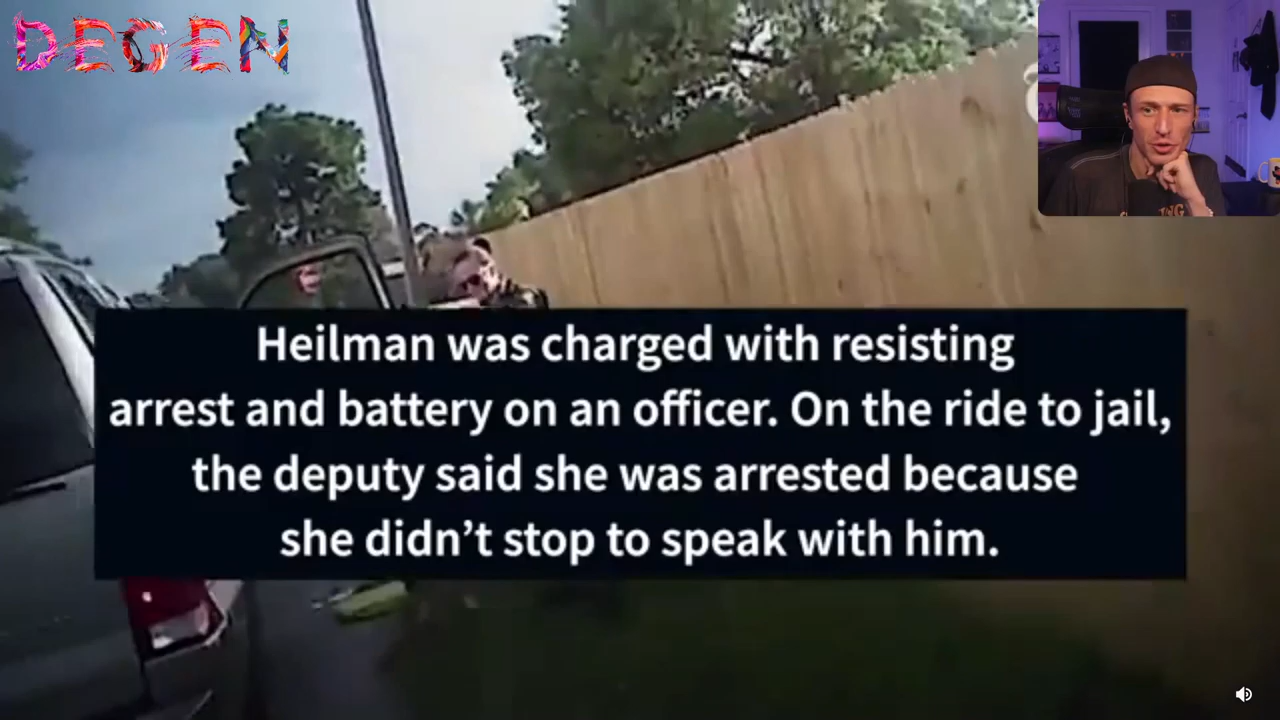 DEGEN
Heilman was charged with resisting
arrest and battery on an officer. On the ride to jail,
the deputy said she was arrested because
she didn’t stop to speak with him.